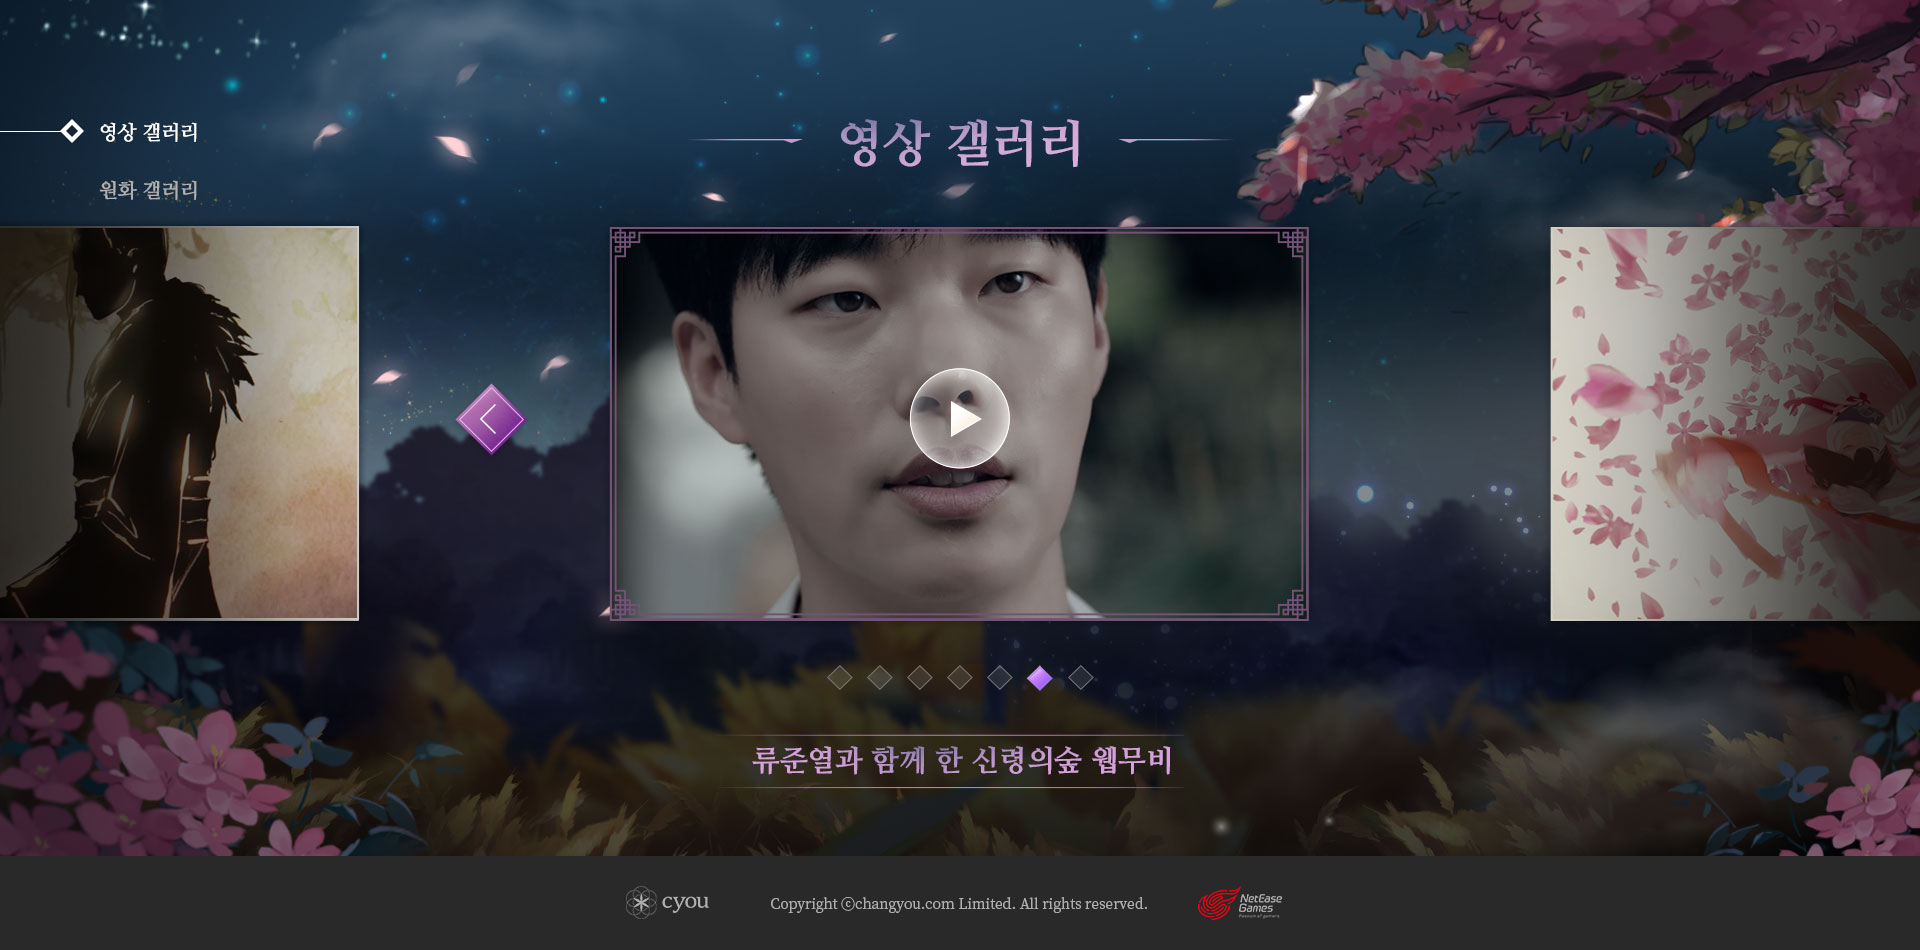 영상 갤러리
영상 갤러리
원화 갤러리
류준열과 함께 한 신령의숲 웹무비
cyou
Copyright ⓒchangyou.com Limited. All rights reserved.
NetEase
Games